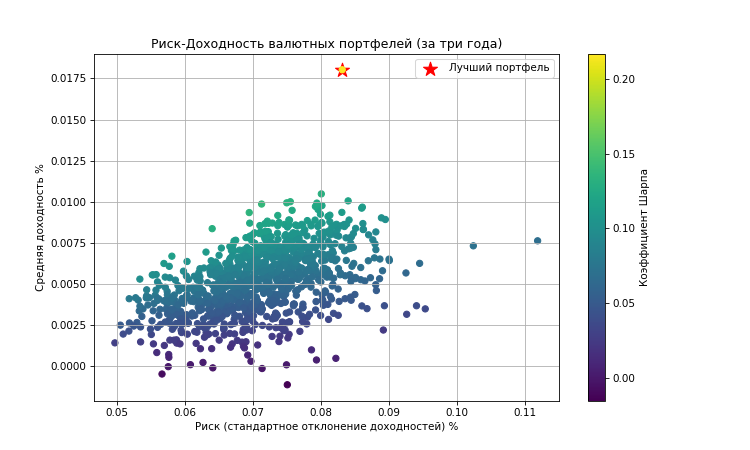 Риск-Доходность валютных портфелей (за три года)
Лучший портфель
Средняя доходность %
0.0175
0.0150
0.0125
0.0100
0.0075
0.0050
0.0025
0.0000
0.05 0.06 0.07 0.08 0.09 0.10 0.11
Риск (стандартное отклонение доходностей) %
0.20
0.15
0.10
0.05
0.00
Коэффициент Шарпа